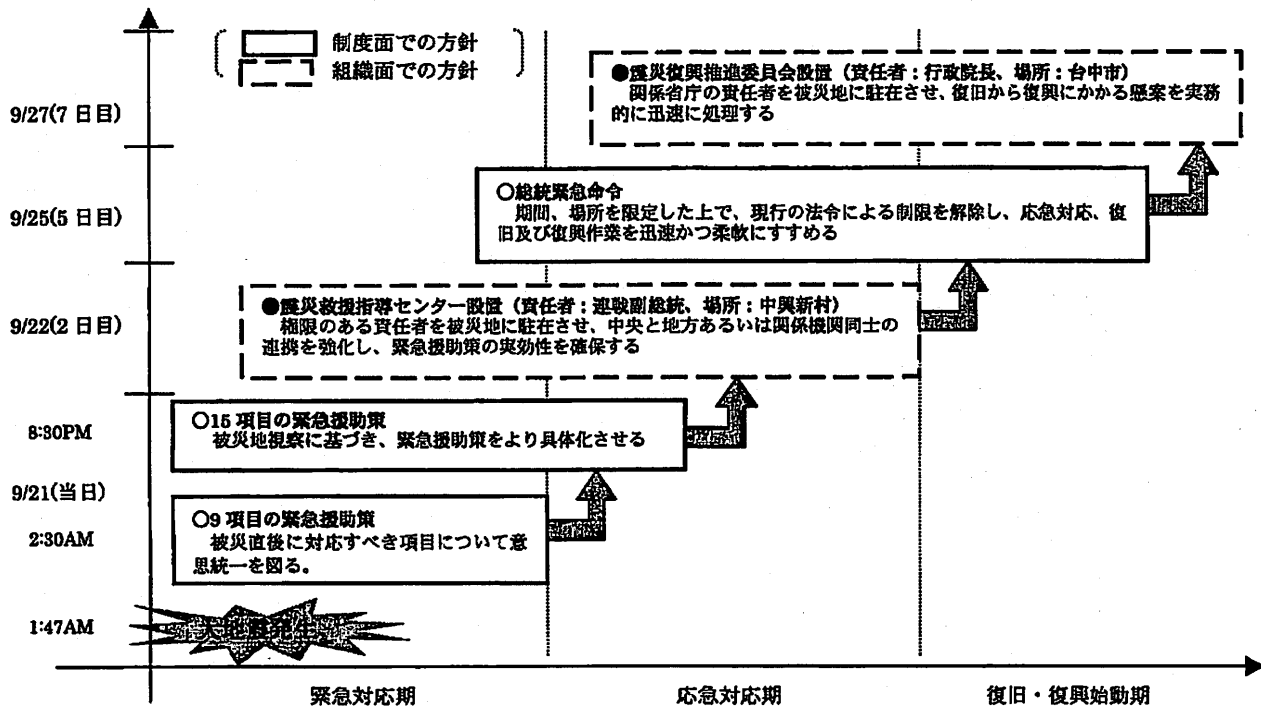 制度面での方針
組織面での方針
9/27(7 日目)
●震災復興推進委員会設置（責任者：行政院長、場所：台中市）
関係省庁の責任者を被災地に駐在させ、復旧から復興にかかる懸案を実務
的に迅速に処理する
9/25(5 日目)
○総統緊急命令
期間、場所を限定した上で、現行の法令による制限を解除し、応急対応、復
旧及び復興作業を迅速かつ柔軟にすすめる
9/22(2 日目)
●震災救援指導センター設置（責任者：連戦副総統、場所：中興新村）
権限のある責任者を被災地に駐在させ、中央と地方あるいは関係機関同士の
連携を強化し、緊急援助策の実効性を確保する
8:30PM
○15 項目の緊急援助策
被災地視察に基づき、緊急援助策をより具体化させる
9/21(当日)
2:30AM
○9 項目の緊急援助策
被災直後に対応すべき項目について意
思統一を図る。
1:47AM
大地震発生
緊急対応期
応急対応期
復旧・復興始動期